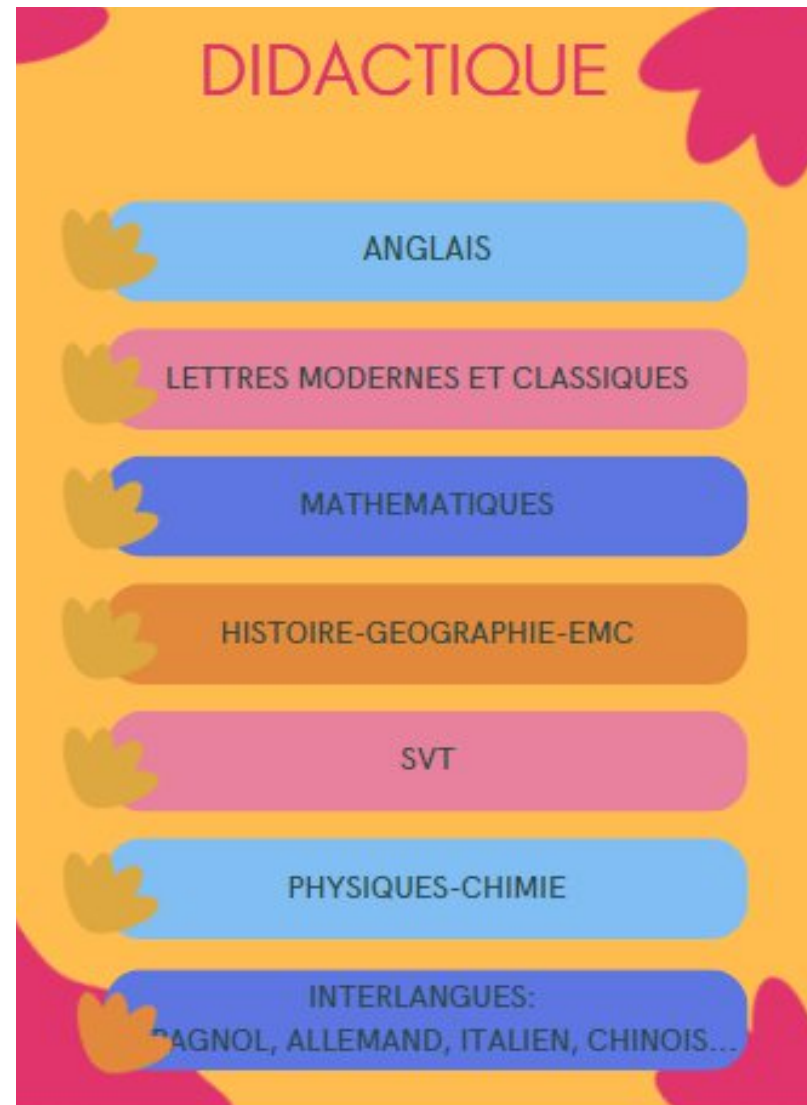 DIDACTIQUE
ANGLAIS
LETTRES MODERNES ET CLASSIQUES
MATHEMATIQUES
HISTOIRE-GEOGRAPHIE-EMC
SVT
PHYSIQUES-CHIMIE
INTERLANGUES:
ALLEMAND, ITALIEN, CHINOIS...